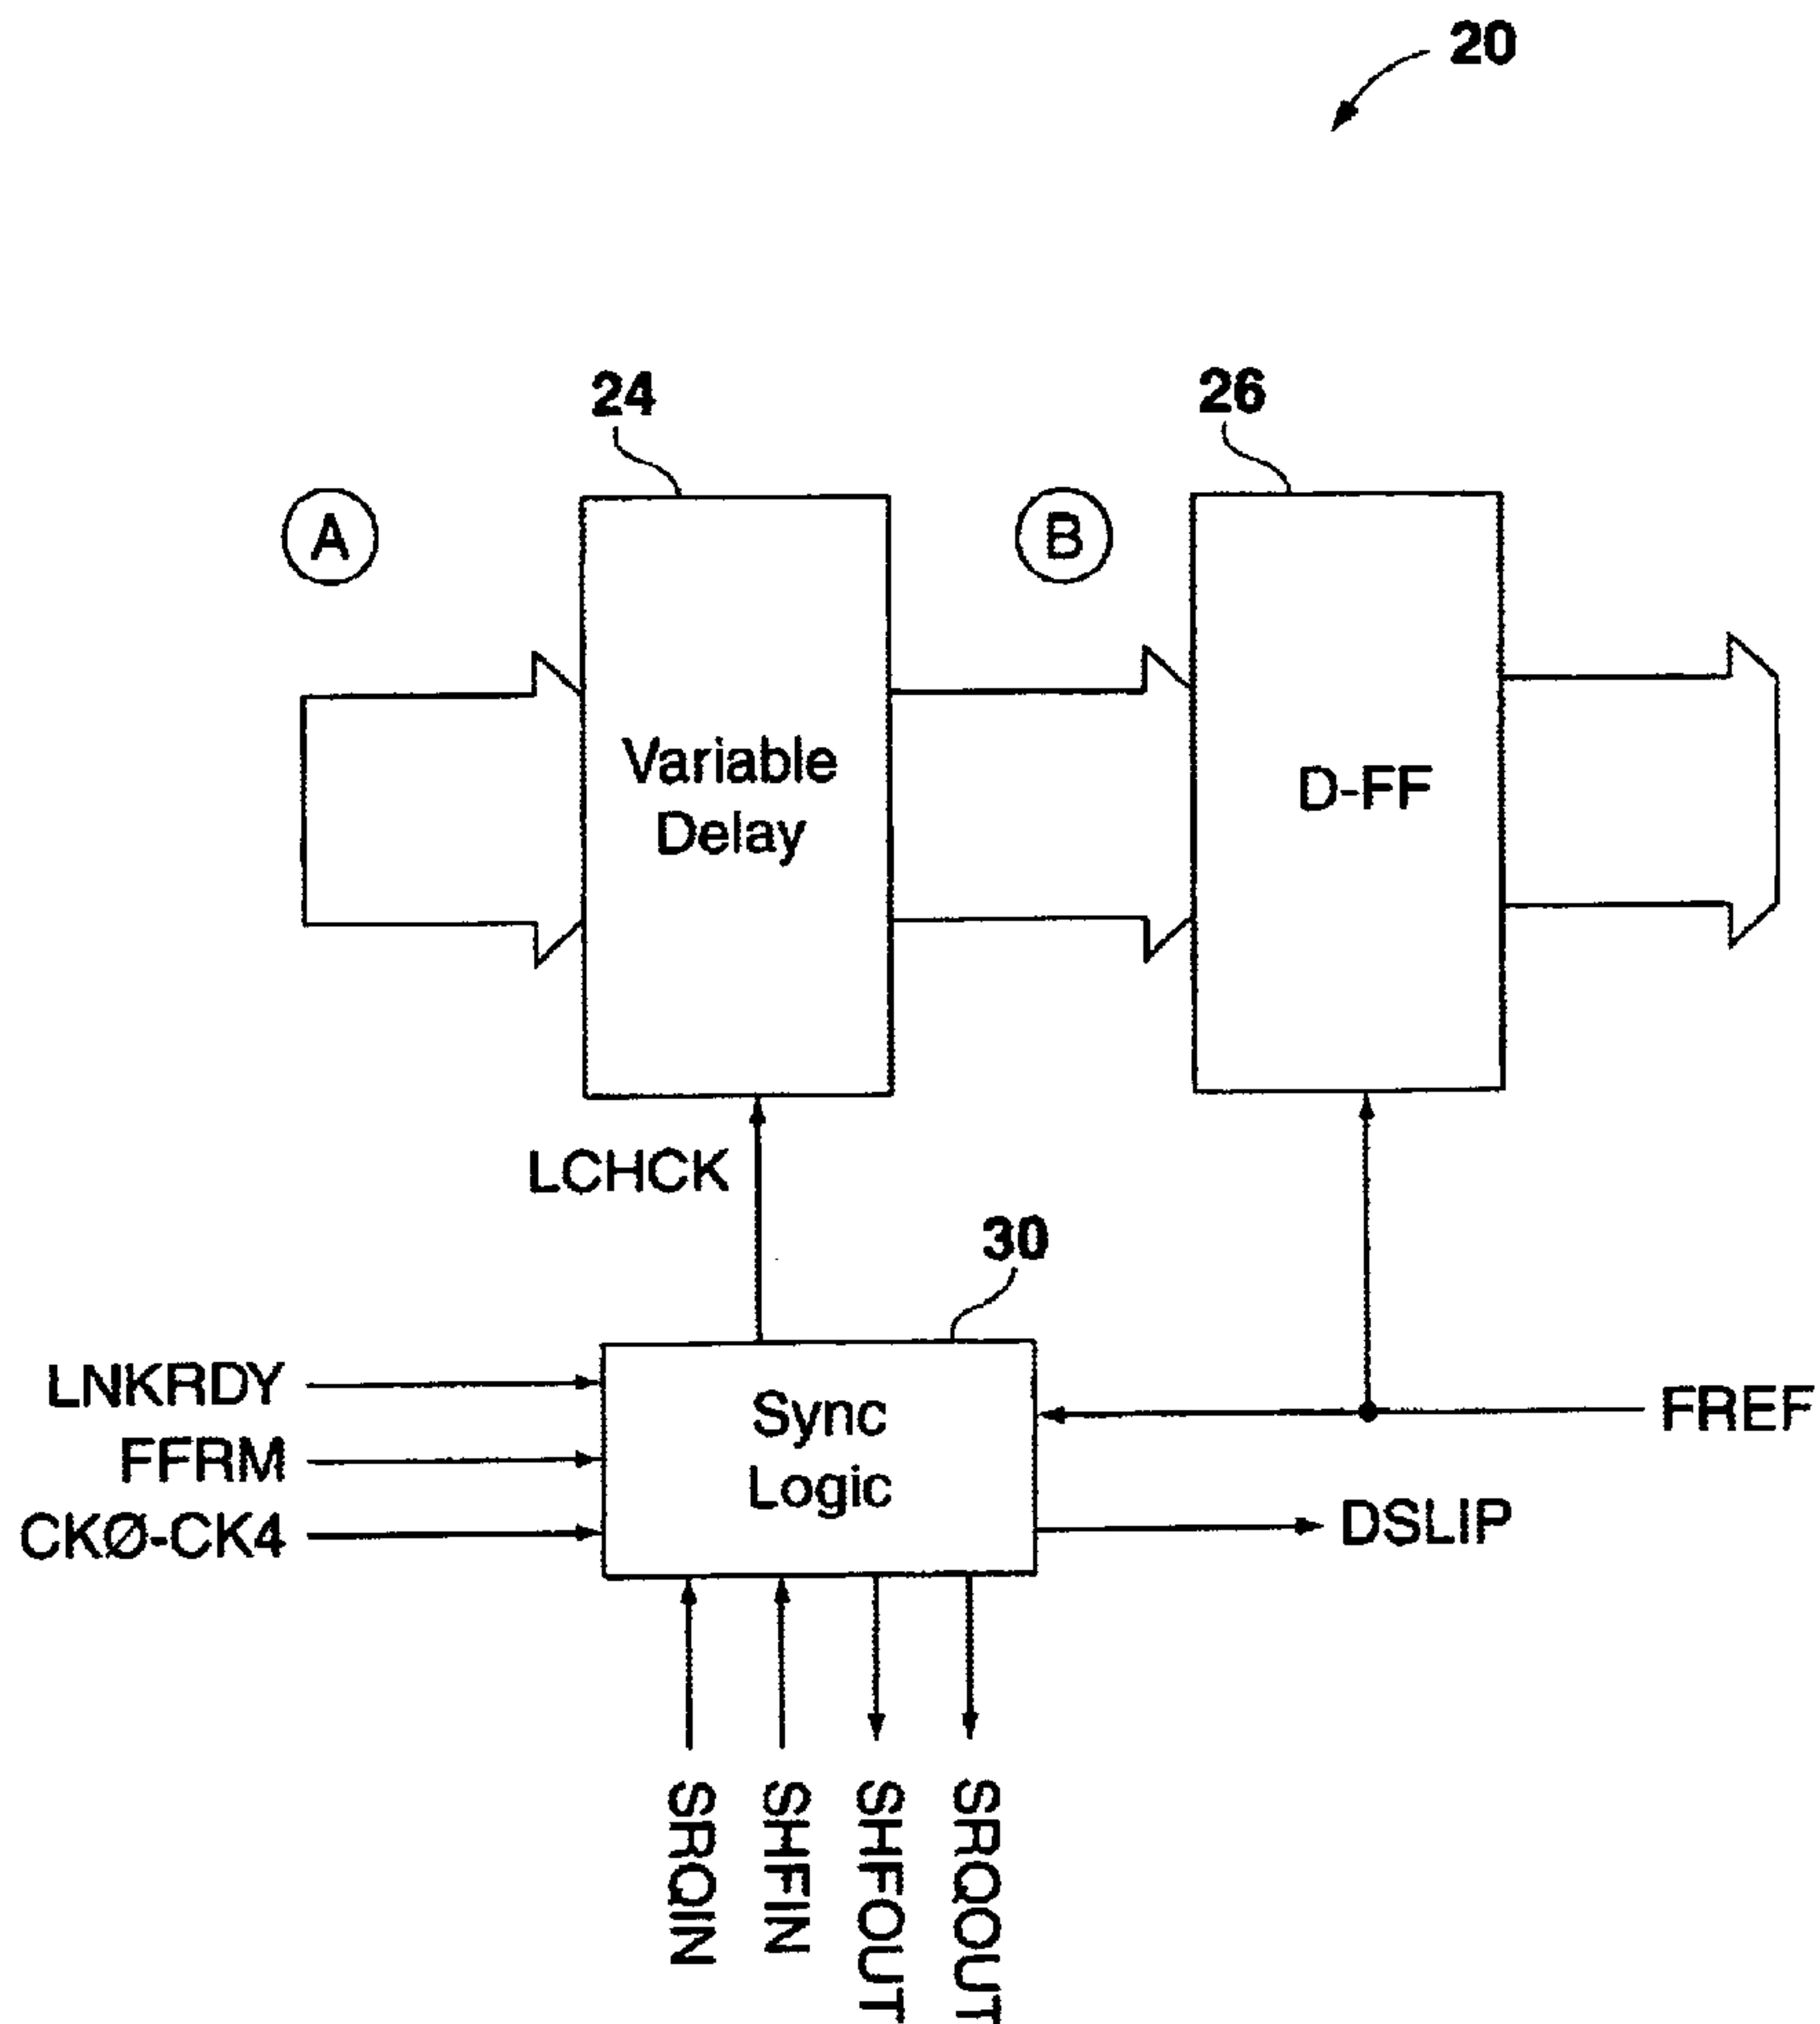 20
24
26
A
B
Variable
Delay
D-FF
LCHCK
30
LNKRDY
FFRM
CKØ-CK4
Sync
Logic
FREF
DSLIP
SRQIN
SHFIN
SHFOUT
SRQOUT